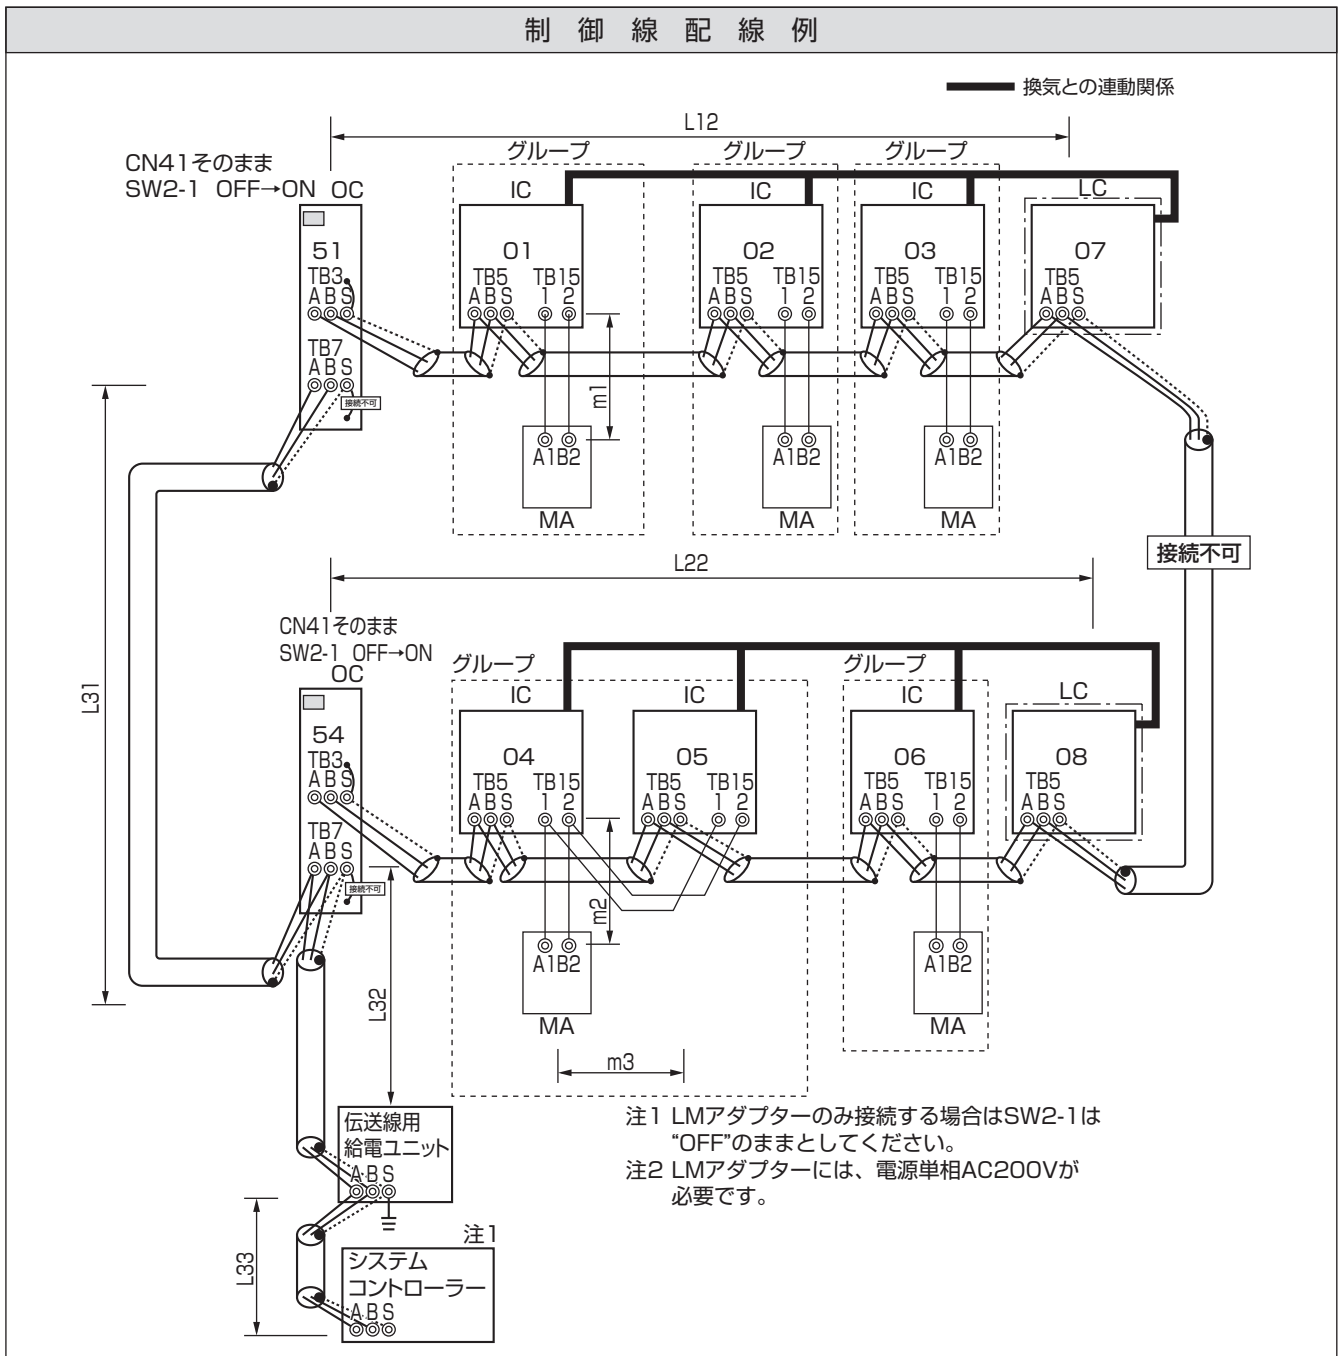 制御線配線例
換気との連動関係
L12
CN41そのまま
SW2-1 OFF→ON OC
グループ
グループ
グループ
IC
IC
IC
LC
51
TB3
A B S
TB7
A B S
接続不可
01
TB5 TB15
A B S 1 2
02
TB5 TB15
A B S 1 2
03
TB5 TB15
A B S 1 2
07
TB5
A B S
m1
A1B2
MA
A1B2
MA
A1B2
MA
接続不可
L31
L22
CN41そのまま
SW2-1 OFF→ON
OC
グループ
グループ
IC
IC
IC
LC
54
TB3
A B S
TB7
A B S
接続不可
04
TB5 TB15
A B S 1 2
05
TB5 TB15
A B S 1 2
06
TB5 TB15
A B S 1 2
08
TB5
A B S
m2
A1B2
MA
A1B2
MA
m3
L32
伝送線用
給電ユニット
A B S
L33
注1
システム
コントローラー
A B S
注1 LMアダプターのみ接続する場合はSW2-1は
“OFF”のままとしてください。
注2 LMアダプターには、電源単相AC200Vが
必要です。